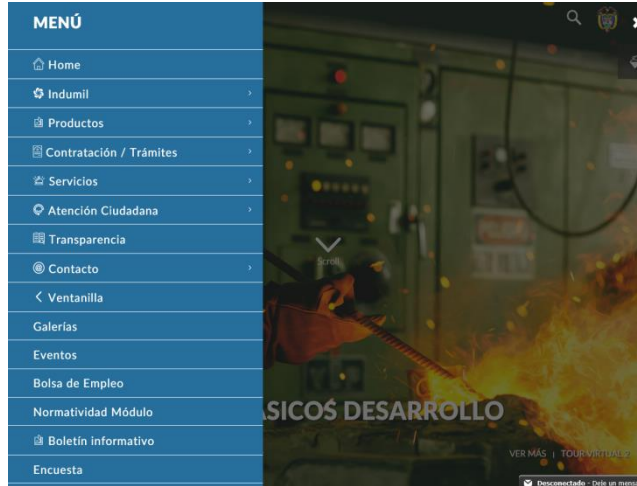 MENÚ
Home
Indumil
Productos
Contratación / Trámites
Servicios
Atención Ciudadana
Transparencia
Contacto
Ventanilla
Galerías
Eventos
Bolsa de Empleo
Normatividad Módulo
Boletín informativo
Encuesta
Scroll
SICOS DESARROLLO
VER MÁS | TOUR VIRTUAL
Desconectado - Deje un mensa